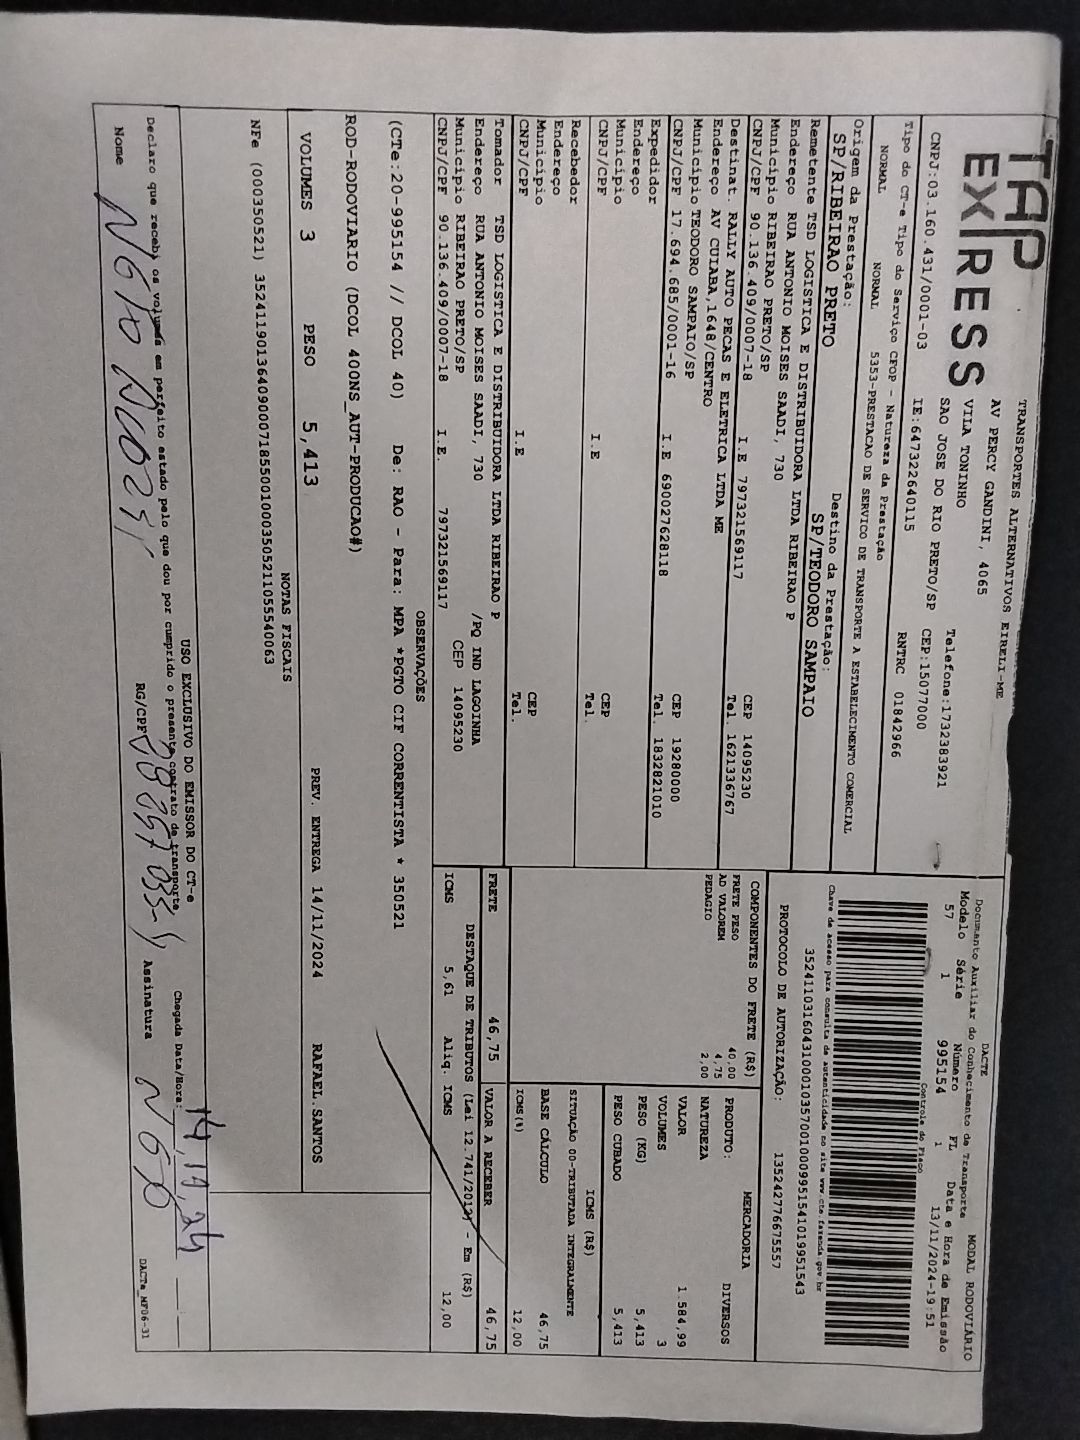 TAP
EXPRESS
TRANSPORTES ALTERNATIVOS EIRELI-ME
AV PERCY GANDINI, 4065
VILA TONINHO
SAO JOSE DO RIO PRETO/SP
Telefone:1732383921
CNPJ:03.160.431/0001-03 IE:647322640115 CEP:15077000
RNTRC 01842966
Tipo do CT-e Tipo do Serviço CFOP - Natureza da Prestação
NORMAL NORMAL 5353-PRESTACAO DE SERVICO DE TRANSPORTE A ESTABELECIMENTO COMERCIAL
Origem da Prestação: Destino da Prestação:
SP/RIBEIRAO PRETO SP/TEODORO SAMPAIO
DACTE MODAL RODOVIÁRIO
Documento Auxiliar do Conhecimento de Transporte
Modelo Série Número FL Data e Hora de Emissão
57 1 995154 1 13/11/2024-19:51
Controle do Fisco
Chave de acesso para consulta de autenticidade no site www.cte.fazenda.gov.br
35241103160431000103570010009951541019951543
PROTOCOLO DE AUTORIZAÇÃO: 135242776675557
Remetente TSD LOGISTICA E DISTRIBUIDORA LTDA RIBEIRAO P
Endereço RUA ANTONIO MOISES SAADI, 730
Município RIBEIRAO PRETO/SP CEP 14095230
CNPJ/CPF 90.136.409/0007-18 I.E 797321569117 Tel. 1621336767
Destinat. RALLY AUTO PECAS E ELETRICA LTDA ME
Endereço AV CUIABA,1648/CENTRO
Município TEODORO SAMPAIO/SP CEP 19280000
CNPJ/CPF 17.694.685/0001-16 I.E 690027628118 Tel. 1832821010
Expedidor
Endereço
Município CEP
CNPJ/CPF I.E Tel.
Recebedor
Endereço
Município CEP
CNPJ/CPF I.E Tel.
Tomador TSD LOGISTICA E DISTRIBUIDORA LTDA RIBEIRAO P
Endereço RUA ANTONIO MOISES SAADI, 730 /PQ IND LAGOINHA
Município RIBEIRAO PRETO/SP CEP 14095230
CNPJ/CPF 90.136.409/0007-18 I.E. 797321569117
COMPONENTES DO FRETE (R$)
FRETE PESO 40,00
AD VALOREM 4,75
PEDAGIO 2,00
MERCADORIA
PRODUTO: DIVERSOS
NATUREZA
VALOR 1.584,99
VOLUMES 3
PESO (KG) 5,413
PESO CUBADO 5,413
ICMS (R$)
SITUAÇÃO 00-TRIBUTADA INTEGRALMENTE
BASE CÁLCULO 46,75
ICMS(%) 12,00
FRETE 46,75 VALOR A RECEBER 46,75
DESTAQUE DE TRIBUTOS (Lei 12.741/2012) - Em (R$)
ICMS 5,61 Aliq. ICMS 12,00
OBSERVAÇÕES
(CTe:20-995154 // DCOL 40) De: RAO - Para: MPA *PGTO CIF CORRENTISTA * 350521
ROD-RODOVIARIO (DCOL 400NS_AUT-PRODUCAO#)
VOLUMES 3 PESO 5,413 PREV. ENTREGA 14/11/2024 RAFAEL.SANTOS
NOTAS FISCAIS
NFe (000350521) 35241190136409000718550010003505211055540063
USO EXCLUSIVO DO EMISSOR DO CT-e
Declaro que recebi os volumes em perfeito estado pelo que dou por cumprido o presente contrato de transporte
Chegada Data/Hora:
Nome RG/CPF Assinatura
DACTe_MF06-31